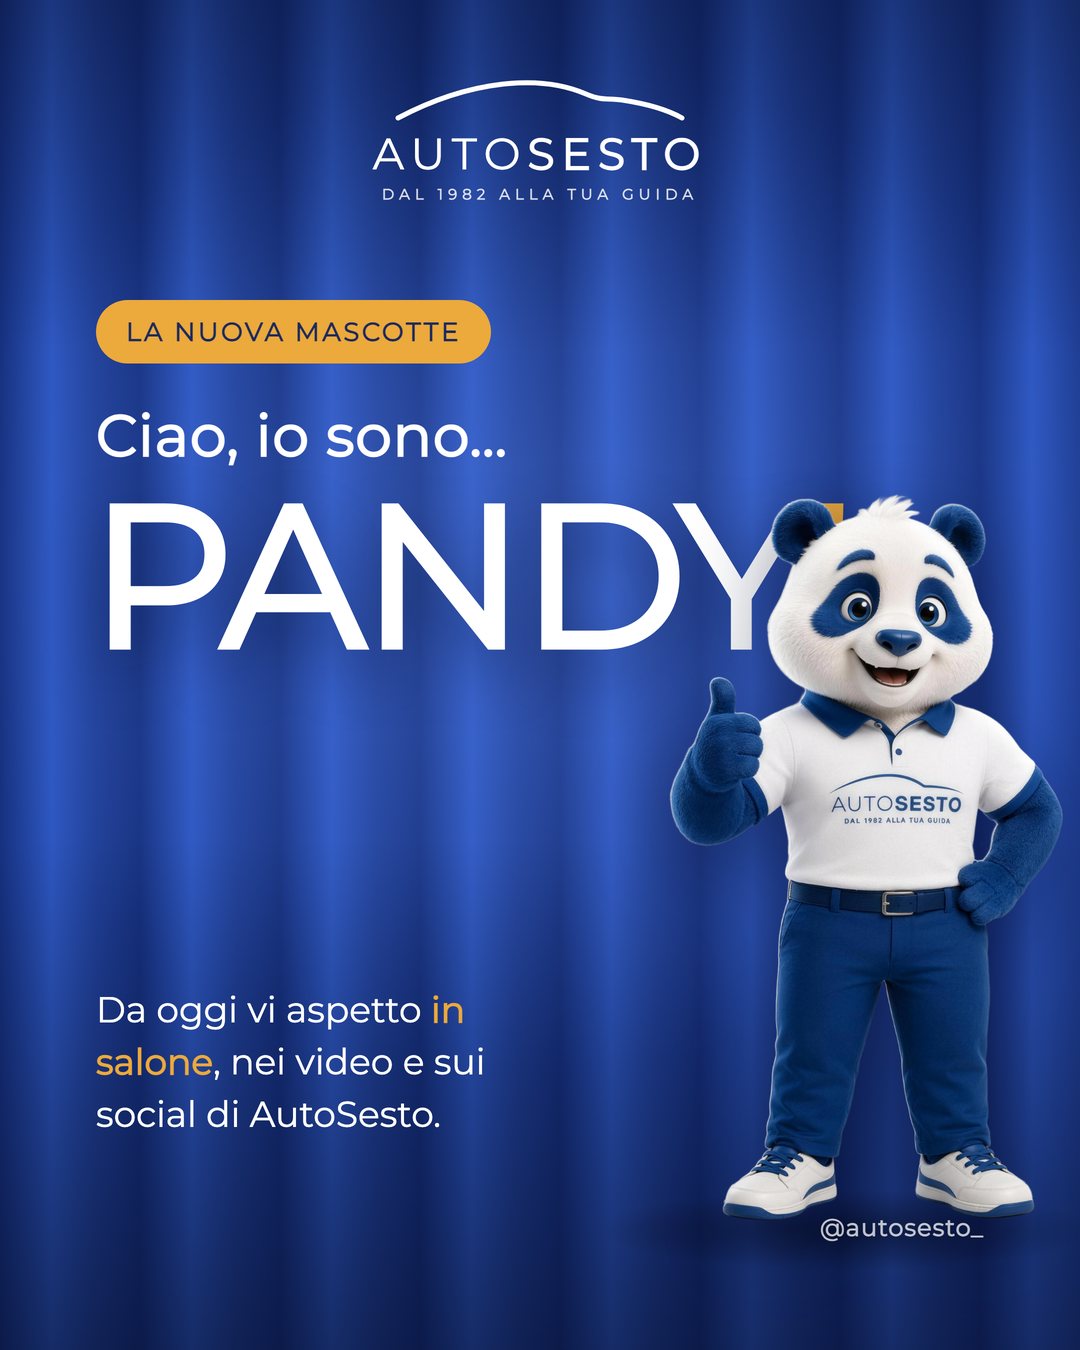 AUTOSESTO
DAL 1982 ALLA TUA GUIDA
LA NUOVA MASCOTTE
Ciao, io sono...
PANDY
AUTOSESTO
DAL 1982 ALLA TUA GUIDA
Da oggi vi aspetto in
salone, nei video e sui
social di AutoSesto.
@autosesto_